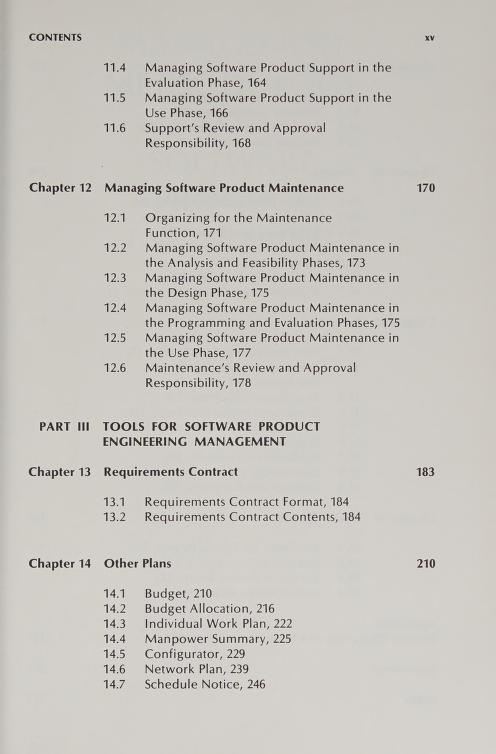 CONTENTS xv
11.4 Managing Software Product Support in the
Evaluation Phase, 164
11.5 Managing Software Product Support in the
Use Phase, 166
11.6 Support's Review and Approval
Responsibility, 168
Chapter 12 Managing Software Product Maintenance 170
12.1 Organizing for the Maintenance
Function, 171
12.2 Managing Software Product Maintenance in
the Analysis and Feasibility Phases, 173
12.3 Managing Software Product Maintenance in
the Design Phase, 175
12.4 Managing Software Product Maintenance in
the Programming and Evaluation Phases, 175
12.5 Managing Software Product Maintenance in
the Use Phase, 177
12.6 Maintenance's Review and Approval
Responsibility, 178
PART III TOOLS FOR SOFTWARE PRODUCT
ENGINEERING MANAGEMENT
Chapter 13 Requirements Contract 183
13.1 Requirements Contract Format, 184
13.2 Requirements Contract Contents, 184
Chapter 14 Other Plans 210
14.1 Budget, 210
14.2 Budget Allocation, 216
14.3 Individual Work Plan, 222
14.4 Manpower Summary, 225
14.5 Configurator, 229
14.6 Network Plan, 239
14.7 Schedule Notice, 246